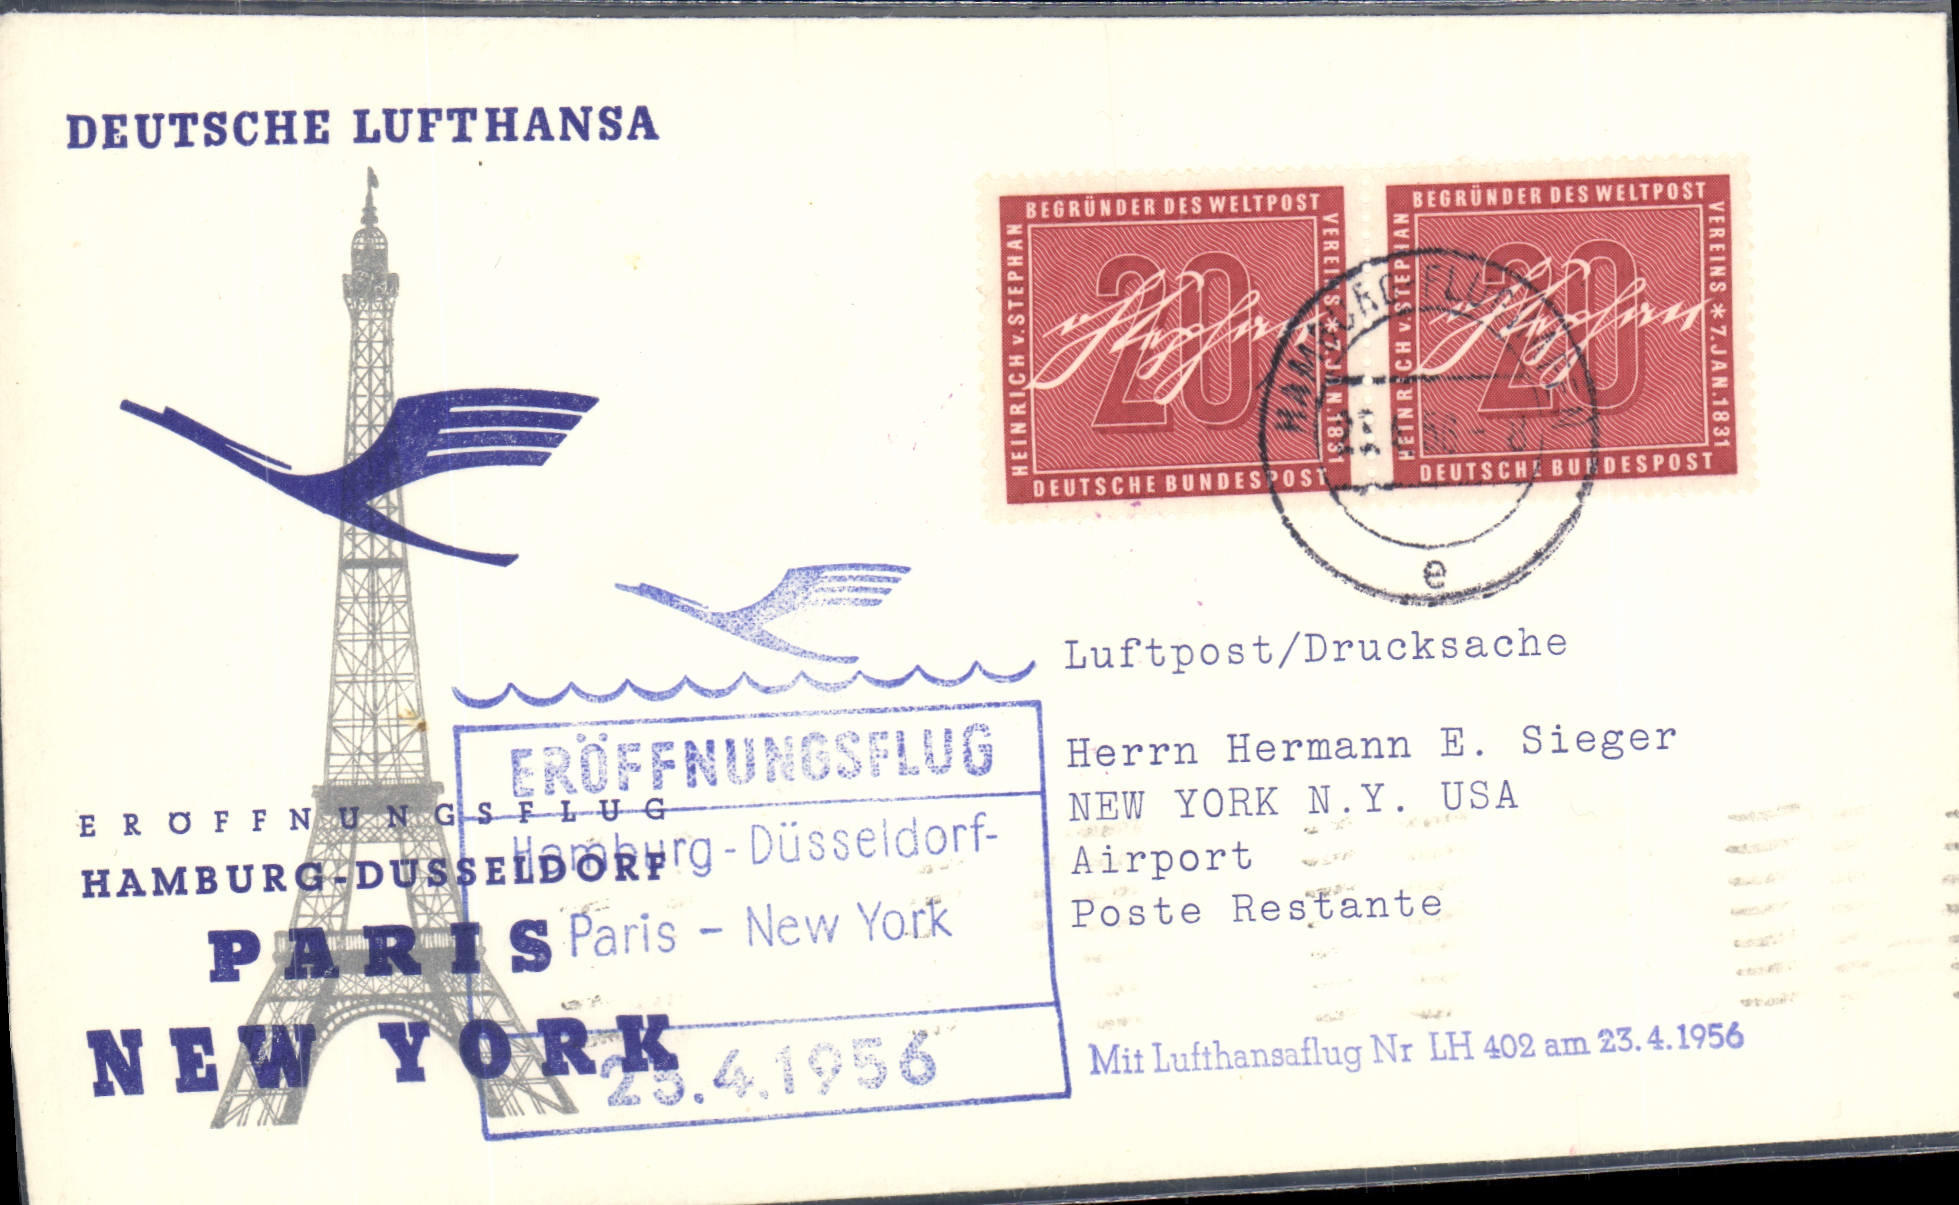 DEUTSCHE LUFTHANSA
BEGRÜNDER DES WELTPOST
VEREINS * 7. JAN. 1831
HEINRICH v. STEPHAN
20
DEUTSCHE BUNDESPOST
BEGRÜNDER DES WELTPOST
VEREINS * 7. JAN. 1831
HEINRICH v. STEPHAN
20
DEUTSCHE BUNDESPOST
e
Luftpost/Drucksache
Herrn Hermann E. Sieger
NEW YORK N.Y. USA
Airport
Poste Restante
Mit Lufthansaflug Nr LH 402 am 23.4.1956
ERÖFFNUNGSFLUG
Hamburg - Düsseldorf-
Paris - New York
23.4.1956
ERÖFFNUNGSFLUG
HAMBURG-DÜSSELDORF
PARIS
NEW YORK